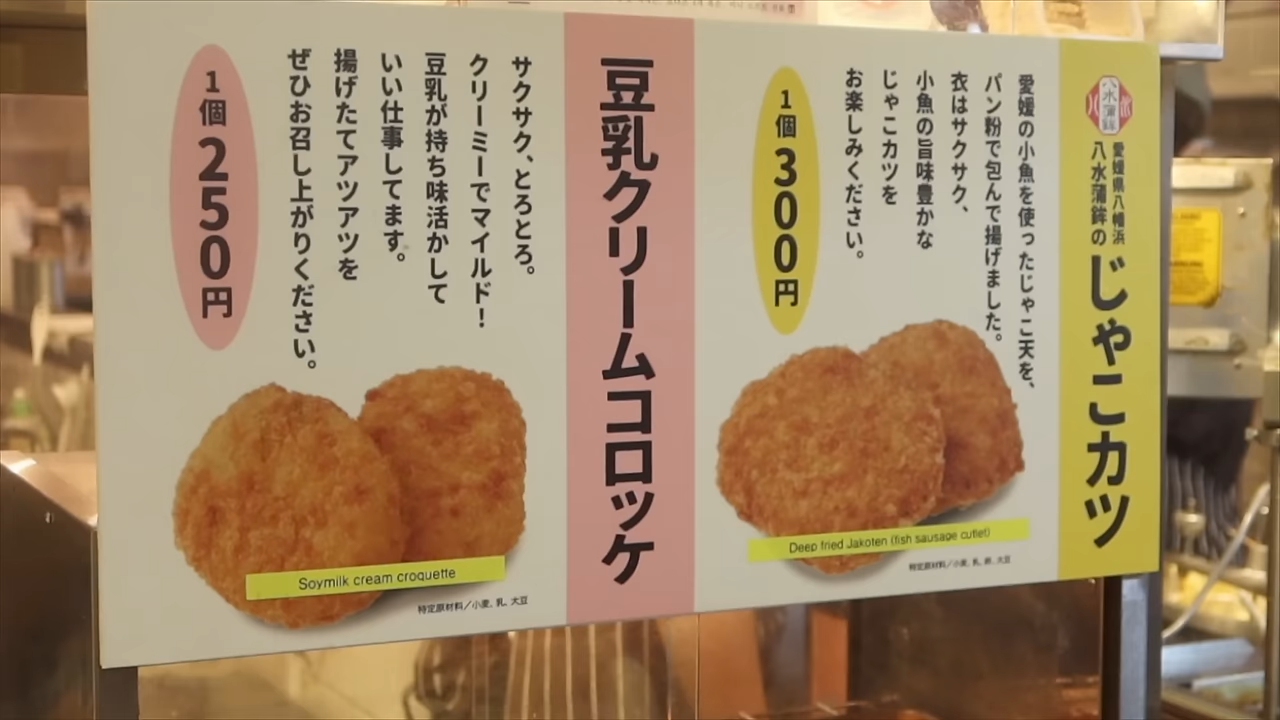 八水蒲鉾
愛媛県八幡浜
八水蒲鉾の
じゃこカツ
愛媛の小魚を使ったじゃこ天を、
パン粉で包んで揚げました。
衣はサクサク、
小魚の旨味豊かな
じゃこカツを
お楽しみください。
1個300円
Deep fried Jakoten (fish sausage cutlet)
特定原材料/小麦、乳、卵、大豆
豆乳クリームコロッケ
サクサク、とろとろ。
クリーミーでマイルド!
豆乳が持ち味活かして
いい仕事してます。
揚げたてアツアツを
ぜひお召し上がりください。
1個250円
Soymilk cream croquette
特定原材料/小麦、乳、大豆